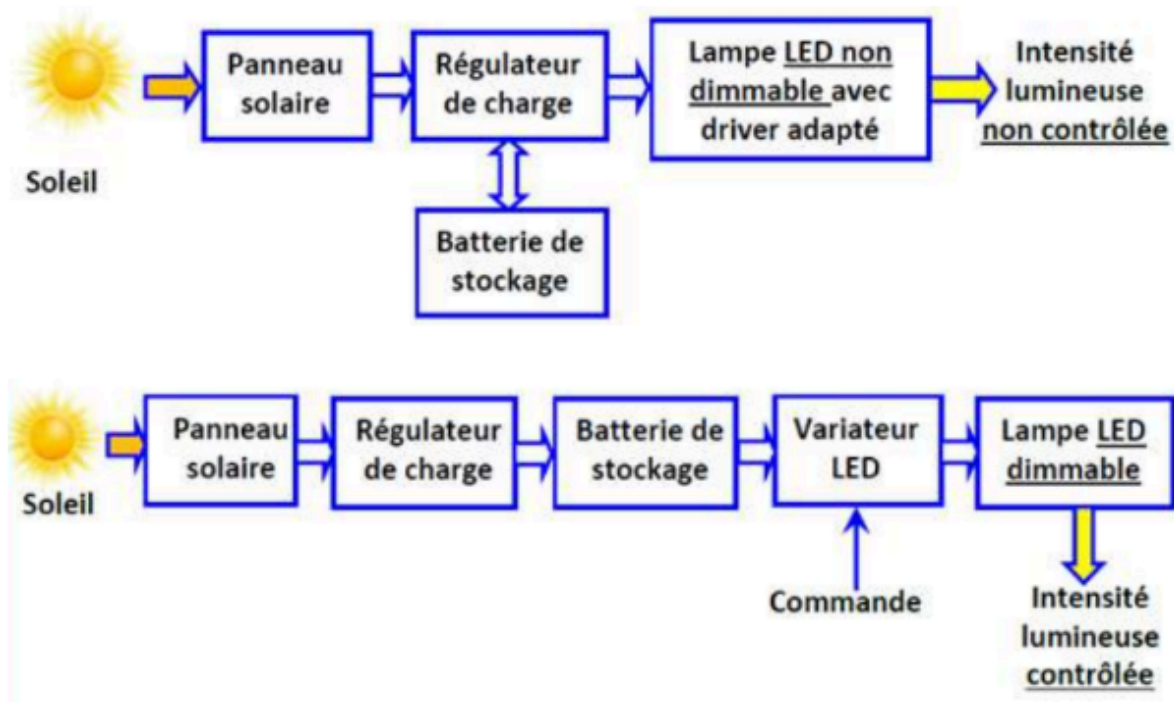 Soleil
Panneau
solaire
Régulateur
de charge
Lampe LED non
dimmable avec
driver adapté
Intensité
lumineuse
non contrôlée
Batterie de
stockage
Soleil
Panneau
solaire
Régulateur
de charge
Batterie de
stockage
Variateur
LED
Lampe LED
dimmable
Commande
Intensité
lumineuse
contrôlée